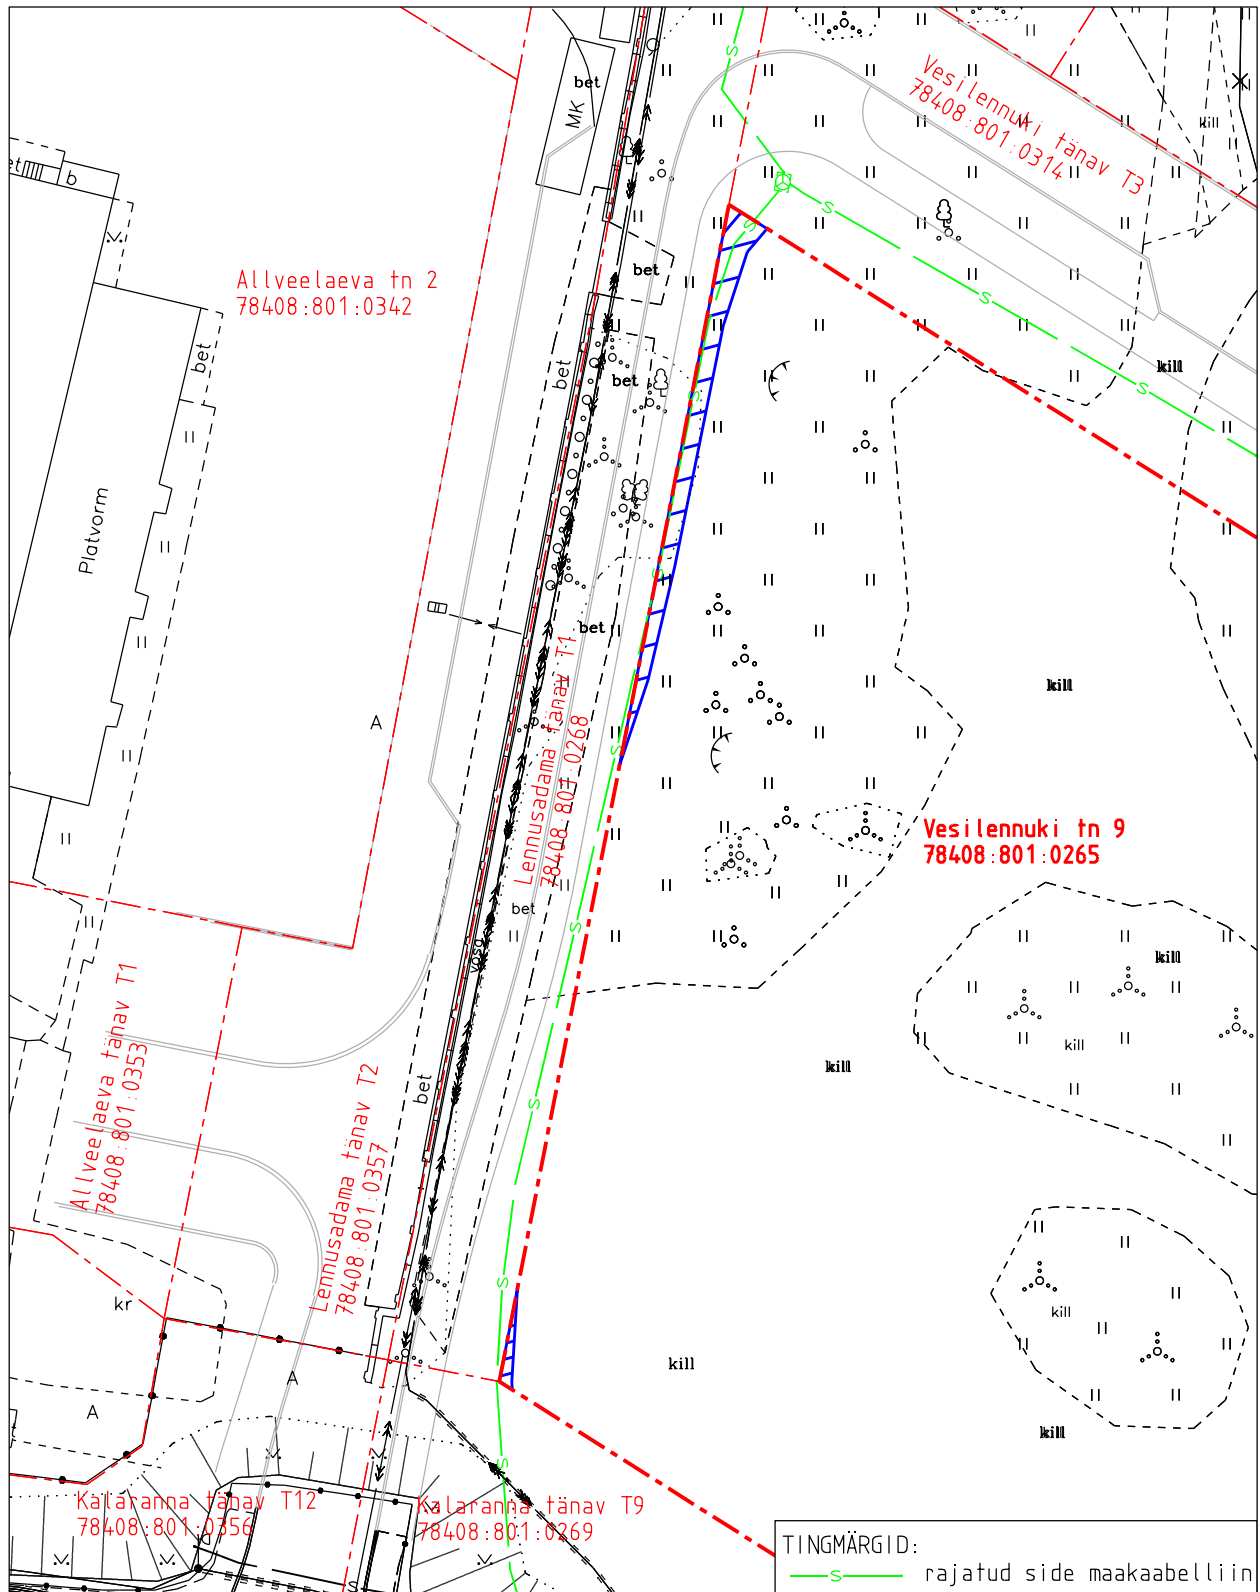 bet
MK
Vesilennuki tänav T3
78408:801:0314
kill
b
bet
Allveelaeva tn 2
78408:801:0342
bet
bet
bet
kill
Platvorm
bet
Lennusadama tänav T1
78408:801:0268
kill
A
Vesilennuki tn 9
78408:801:0265
bet
vosg
kill
Allveelaeva tänav T1
78408:801:0353
kill
kill
bet
Lennusadama tänav T2
78408:801:0357
kr
kill
kill
A
A
kill
Kalaranna tänav T12
78408:801:0356
Kalaranna tänav T9
78408:801:0269
TINGMÄRGID:
s rajatud side maakaabelliin